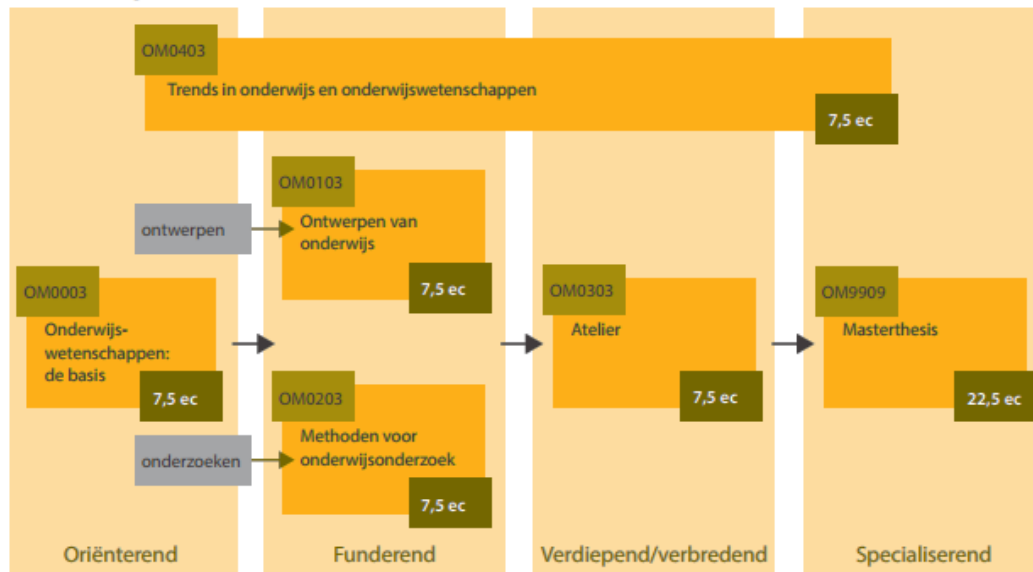 OM0403
Trends in onderwijs en onderwijswetenschappen
7,5 ec
OM0103
Ontwerpen van
onderwijs
7,5 ec
ontwerpen
OM0003
Onderwijs-
wetenschappen:
de basis
7,5 ec
OM0303
Atelier
7,5 ec
OM9909
Masterthesis
22,5 ec
OM0203
Methoden voor
onderwijsonderzoek
7,5 ec
onderzoeken
Oriënterend
Funderend
Verdiepend/verbredend
Specialiserend